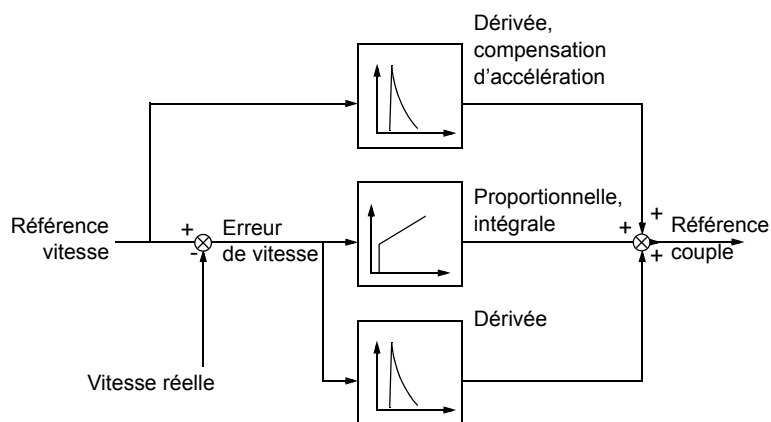 Dérivée,
compensation
d’accélération
Proportionnelle,
intégrale
Référence
vitesse
+
-
Erreur
de vitesse
+
+
+
Référence
couple
Dérivée
Vitesse réelle